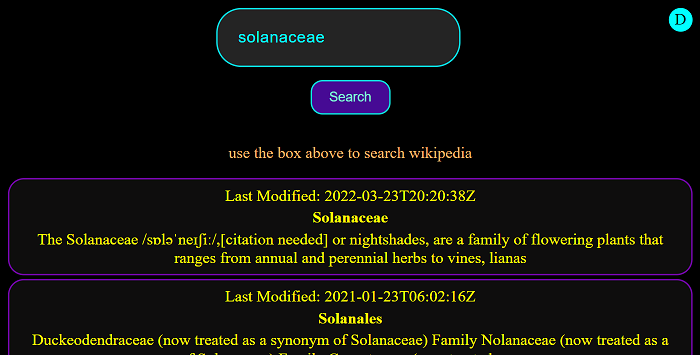 solanaceae
D
Search
use the box above to search wikipedia
Last Modified: 2022-03-23T20:20:38Z
Solanaceae
The Solanaceae /sɒləˈneɪʃiː/,[citation needed] or nightshades, are a family of flowering plants that
ranges from annual and perennial herbs to vines, lianas
Last Modified: 2021-01-23T06:02:16Z
Solanales
Duckeodendraceae (now treated as a synonym of Solanaceae) Family Nolanaceae (now treated as a